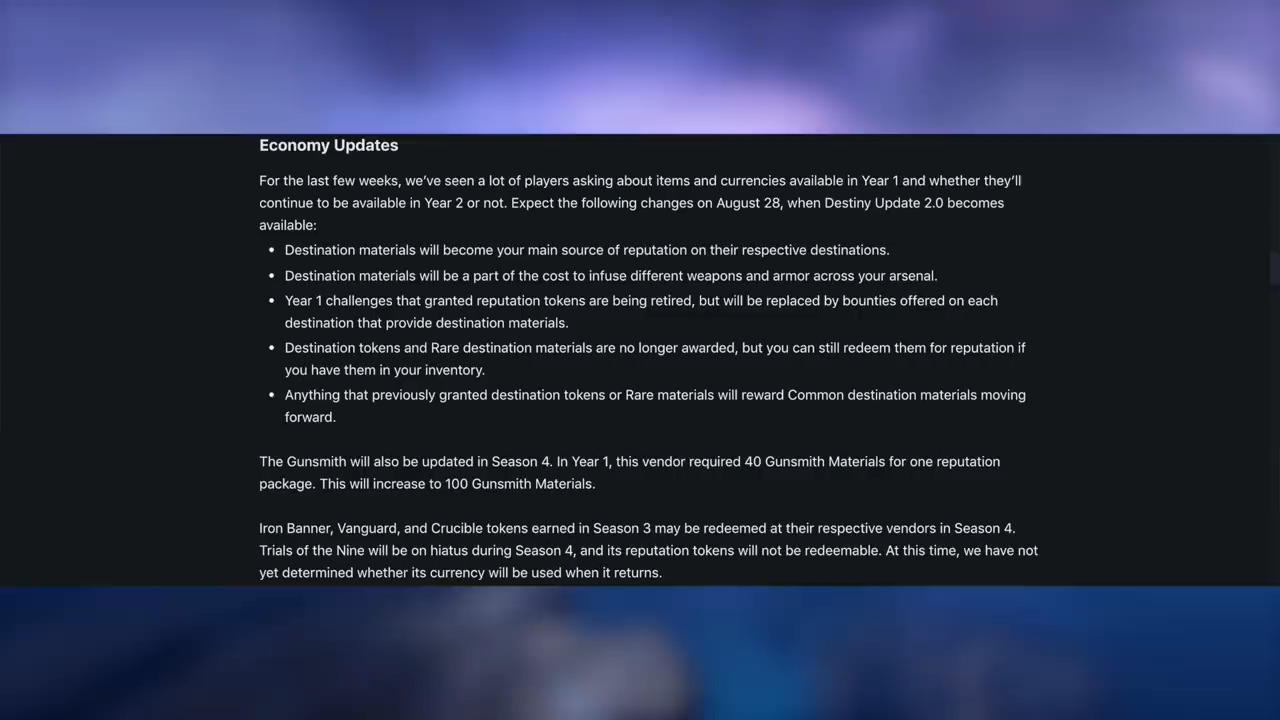 Economy Updates
For the last few weeks, we’ve seen a lot of players asking about items and currencies available in Year 1 and whether they’ll
continue to be available in Year 2 or not. Expect the following changes on August 28, when Destiny Update 2.0 becomes
available:
• Destination materials will become your main source of reputation on their respective destinations.
• Destination materials will be a part of the cost to infuse different weapons and armor across your arsenal.
• Year 1 challenges that granted reputation tokens are being retired, but will be replaced by bounties offered on each
destination that provide destination materials.
• Destination tokens and Rare destination materials are no longer awarded, but you can still redeem them for reputation if
you have them in your inventory.
• Anything that previously granted destination tokens or Rare materials will reward Common destination materials moving
forward.
The Gunsmith will also be updated in Season 4. In Year 1, this vendor required 40 Gunsmith Materials for one reputation
package. This will increase to 100 Gunsmith Materials.
Iron Banner, Vanguard, and Crucible tokens earned in Season 3 may be redeemed at their respective vendors in Season 4.
Trials of the Nine will be on hiatus during Season 4, and its reputation tokens will not be redeemable. At this time, we have not
yet determined whether its currency will be used when it returns.